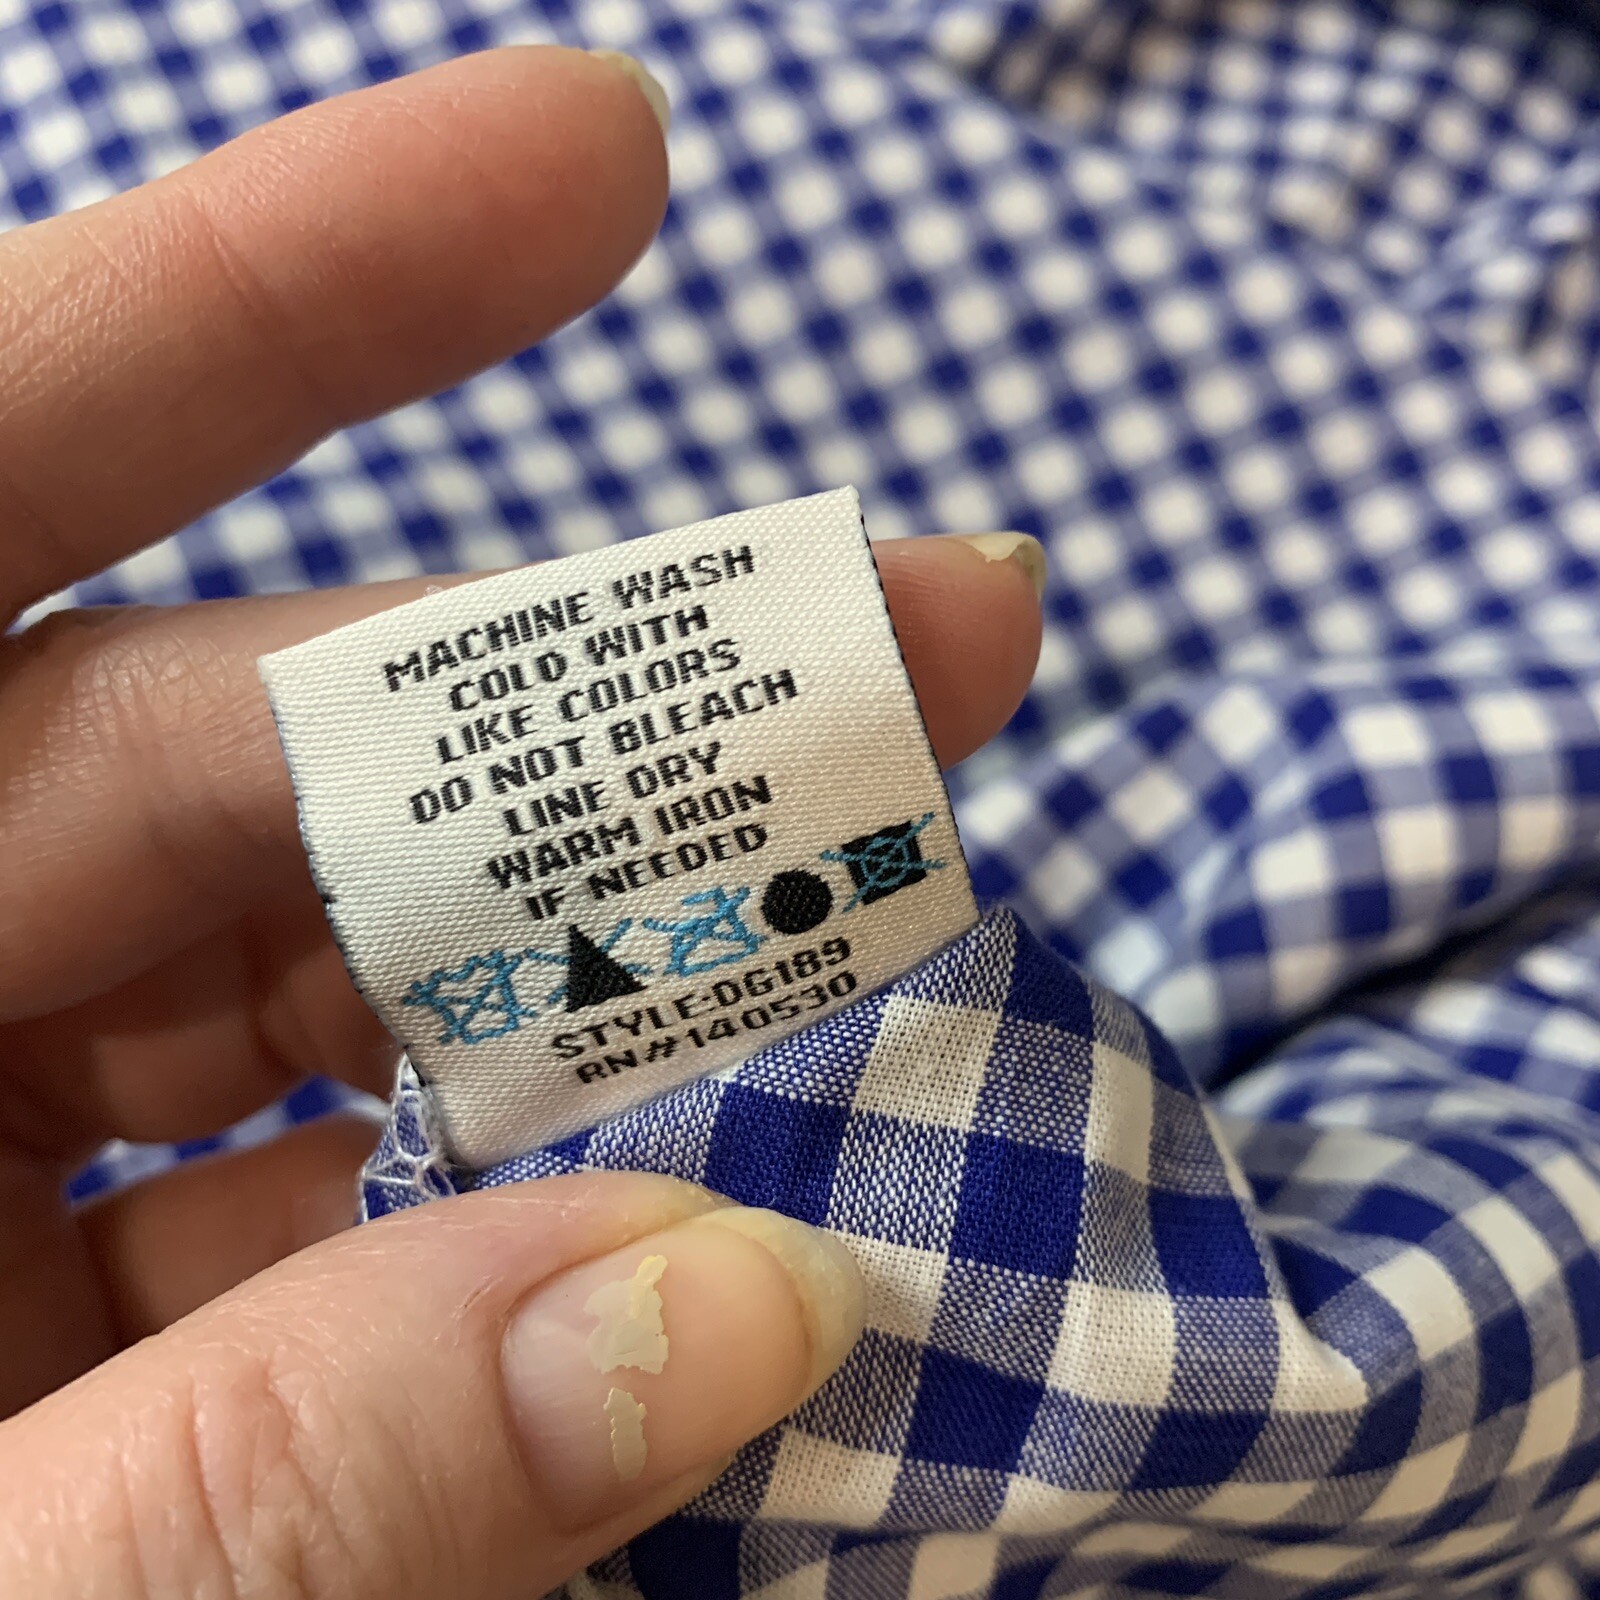 MACHINE WASH
COLD WITH
LIKE COLORS
DO NOT BLEACH
LINE DRY
WARM IRON
IF NEEDED
STYLE:DG189
RN#140530